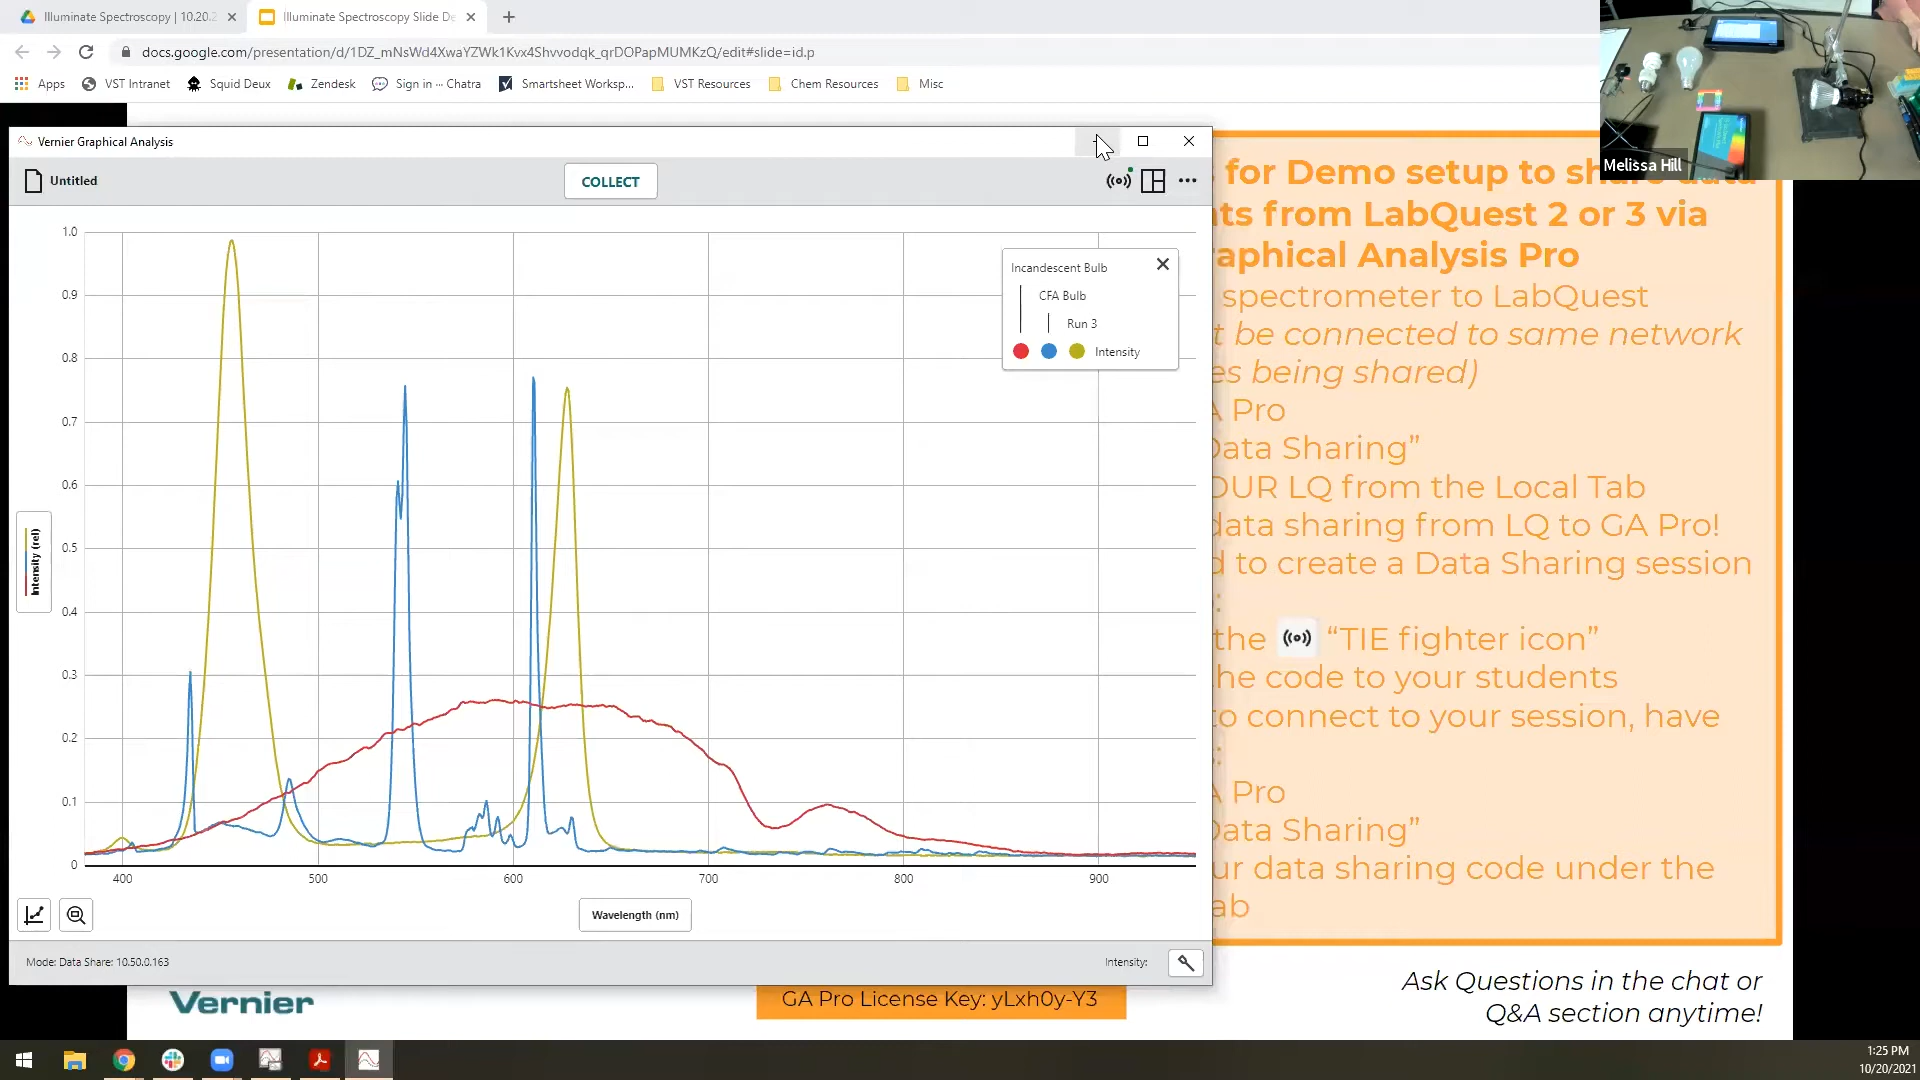 Illuminate Spectroscopy | 10.20.2
Illuminate Spectroscopy Slide De
docs.google.com/presentation/d/1DZ_mNsWd4XwaYZWk1Kvx4Shvvodqk_qrDOPapMUMKzQ/edit#slide=id.p
Apps VST Intranet Squid Deux Zendesk Sign in ··· Chatra Smartsheet Worksp... VST Resources Chem Resources Misc
Melissa Hill
Vernier Graphical Analysis
Untitled
COLLECT
1.0
0.9
0.8
0.7
0.6
0.5
0.4
0.3
0.2
0.1
0
Intensity (rel)
400 500 600 700 800 900
Wavelength (nm)
Incandescent Bulb
CFA Bulb
Run 3
Intensity
Mode: Data Share: 10.50.0.163
Intensity:
for Demo setup to share data
ts from LabQuest 2 or 3 via
raphical Analysis Pro
spectrometer to LabQuest
t be connected to same network
es being shared)
A Pro
Data Sharing”
OUR LQ from the Local Tab
data sharing from LQ to GA Pro!
d to create a Data Sharing session
:
the ((o)) “TIE fighter icon”
he code to your students
to connect to your session, have
:
A Pro
Data Sharing”
ur data sharing code under the
ab
Vernier
GA Pro License Key: yLxh0y-Y3
Ask Questions in the chat or
Q&A section anytime!
1:25 PM
10/20/2021